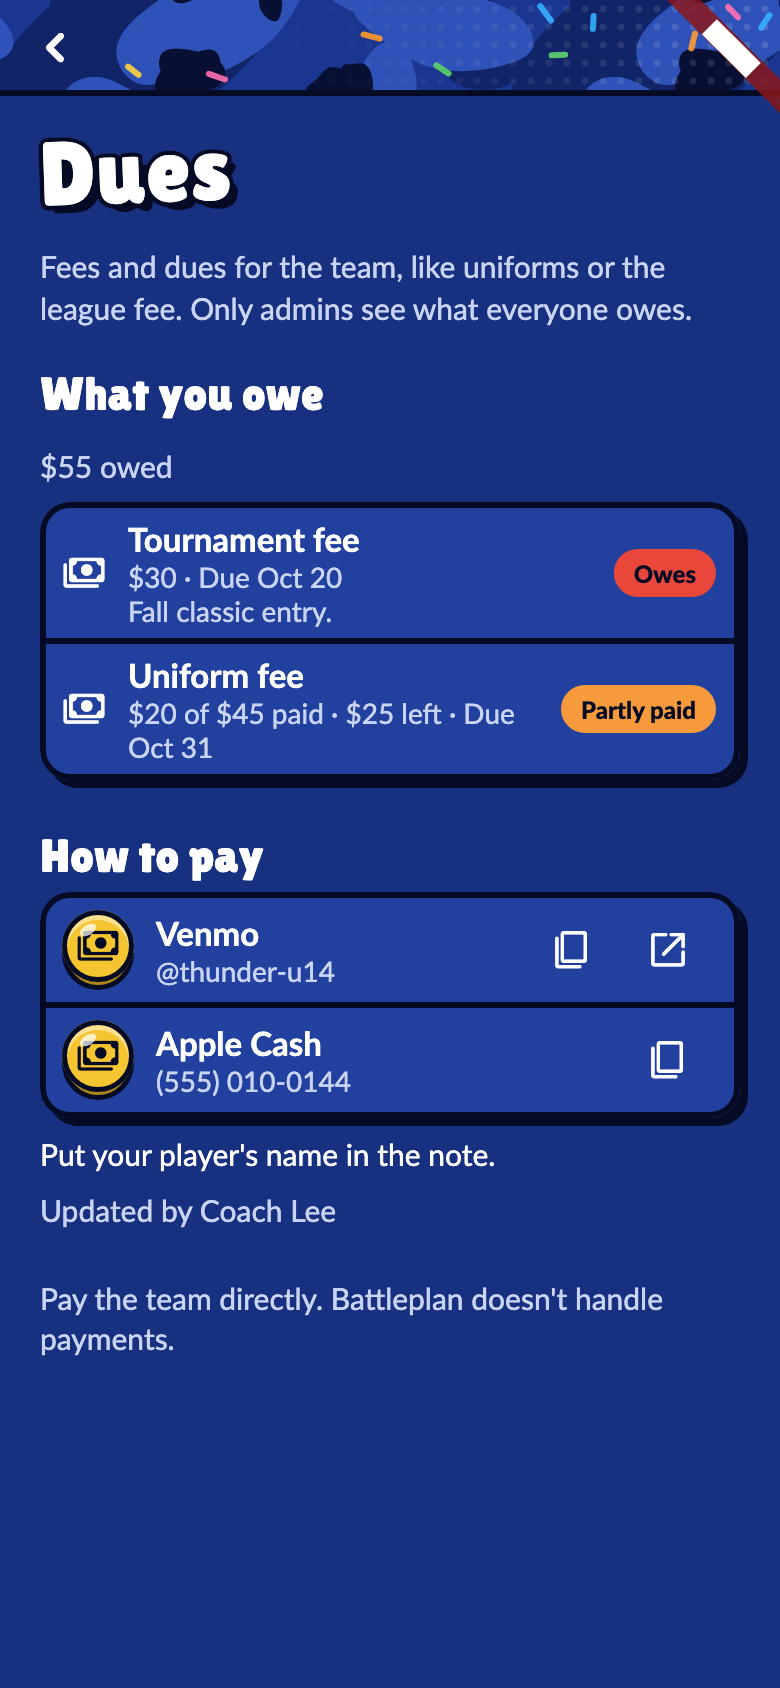 Dues
Fees and dues for the team, like uniforms or the
league fee. Only admins see what everyone owes.
What you owe
$55 owed
Tournament fee
$30 · Due Oct 20
Fall classic entry.
Owes
Uniform fee
$20 of $45 paid · $25 left · Due
Oct 31
Partly paid
How to pay
Venmo
@thunder-u14
Apple Cash
(555) 010-0144
Put your player's name in the note.
Updated by Coach Lee
Pay the team directly. Battleplan doesn't handle
payments.